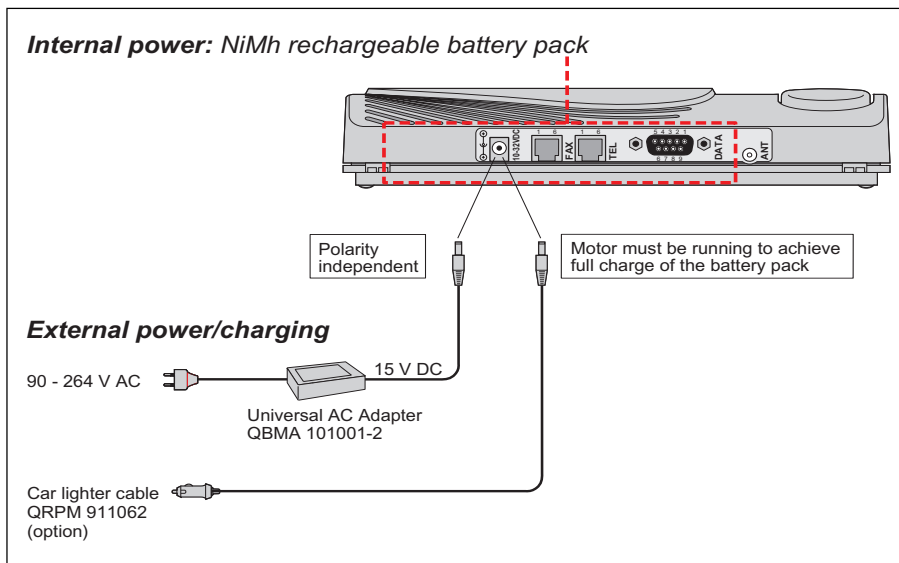 Internal power: NiMh rechargeable battery pack
10-32VDC
1 6
FAX
1 6
TEL
5 4 3 2 1
6 7 8 9
DATA
ANT
Polarity
independent
Motor must be running to achieve
full charge of the battery pack
External power/charging
90 - 264 V AC
15 V DC
Universal AC Adapter
QBMA 101001-2
Car lighter cable
QRPM 911062
(option)